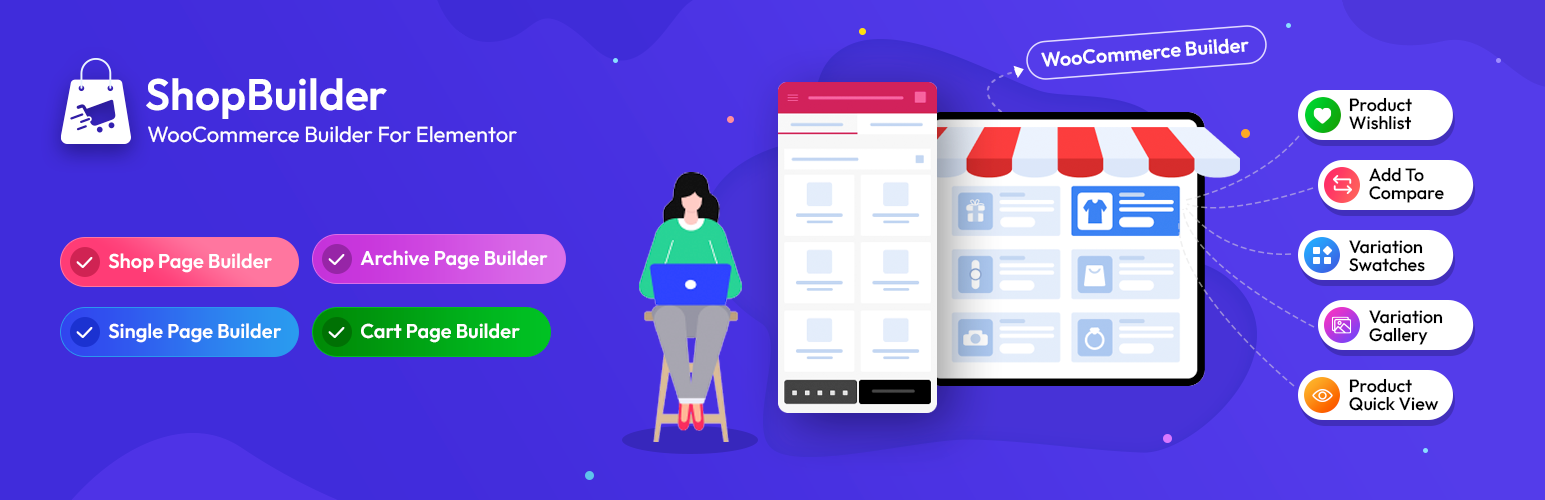 ShopBuilder
WooCommerce Builder For Elementor
Shop Page Builder
Archive Page Builder
Single Page Builder
Cart Page Builder
WooCommerce Builder
Product
Wishlist
Add To
Compare
Variation
Swatches
Variation
Gallery
Product
Quick View